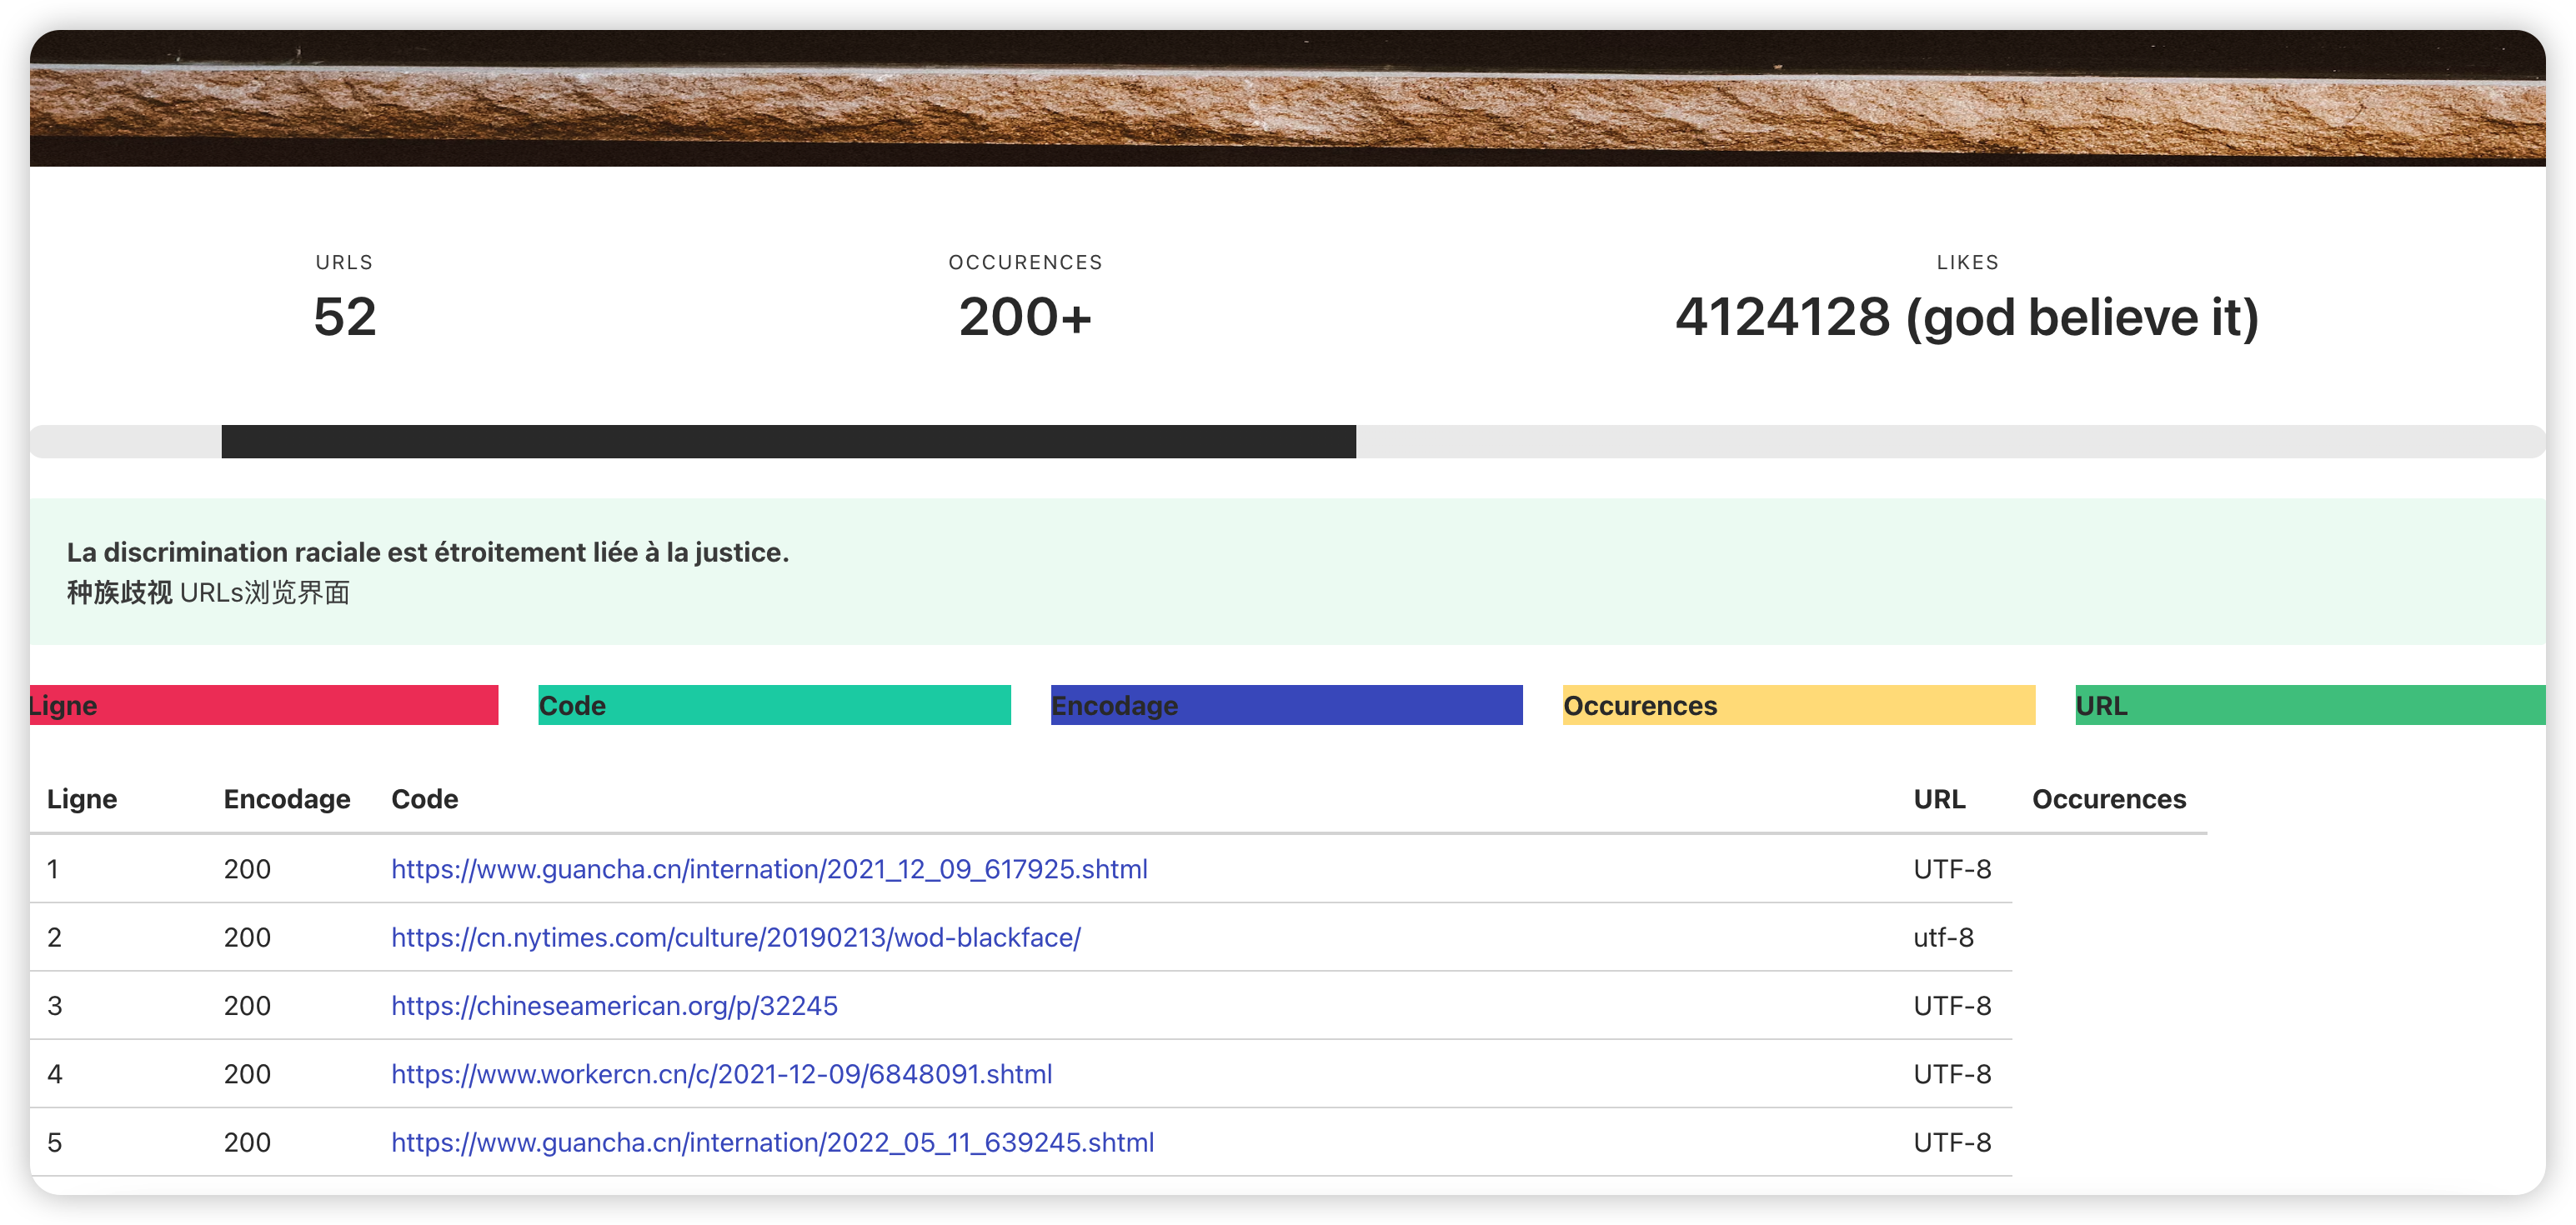 URLS OCCURENCES LIKES
52 200+ 4124128 (god believe it)
La discrimination raciale est étroitement liée à la justice.
种族歧视 URLs浏览界面
Ligne Code Encodage Occurences URL
Ligne Encodage Code URL Occurences
1 200 https://www.guancha.cn/internation/2021_12_09_617925.shtml UTF-8
2 200 https://cn.nytimes.com/culture/20190213/wod-blackface/ utf-8
3 200 https://chineseamerican.org/p/32245 UTF-8
4 200 https://www.workercn.cn/c/2021-12-09/6848091.shtml UTF-8
5 200 https://www.guancha.cn/internation/2022_05_11_639245.shtml UTF-8